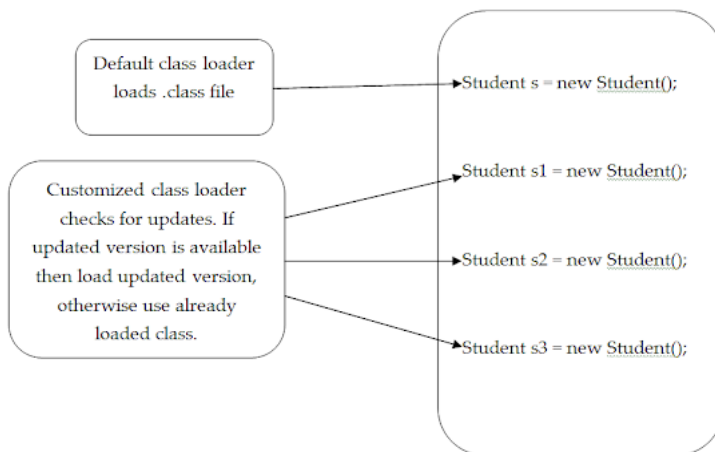 Default class loader
loads .class file
Student s = new Student();
Customized class loader
checks for updates. If
updated version is available
then load updated version,
otherwise use already
loaded class.
Student s1 = new Student();
Student s2 = new Student();
Student s3 = new Student();